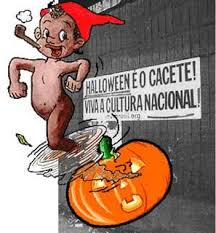 HALLOWEEN É O CACETE!
VIVA A CULTURA NACIONAL!